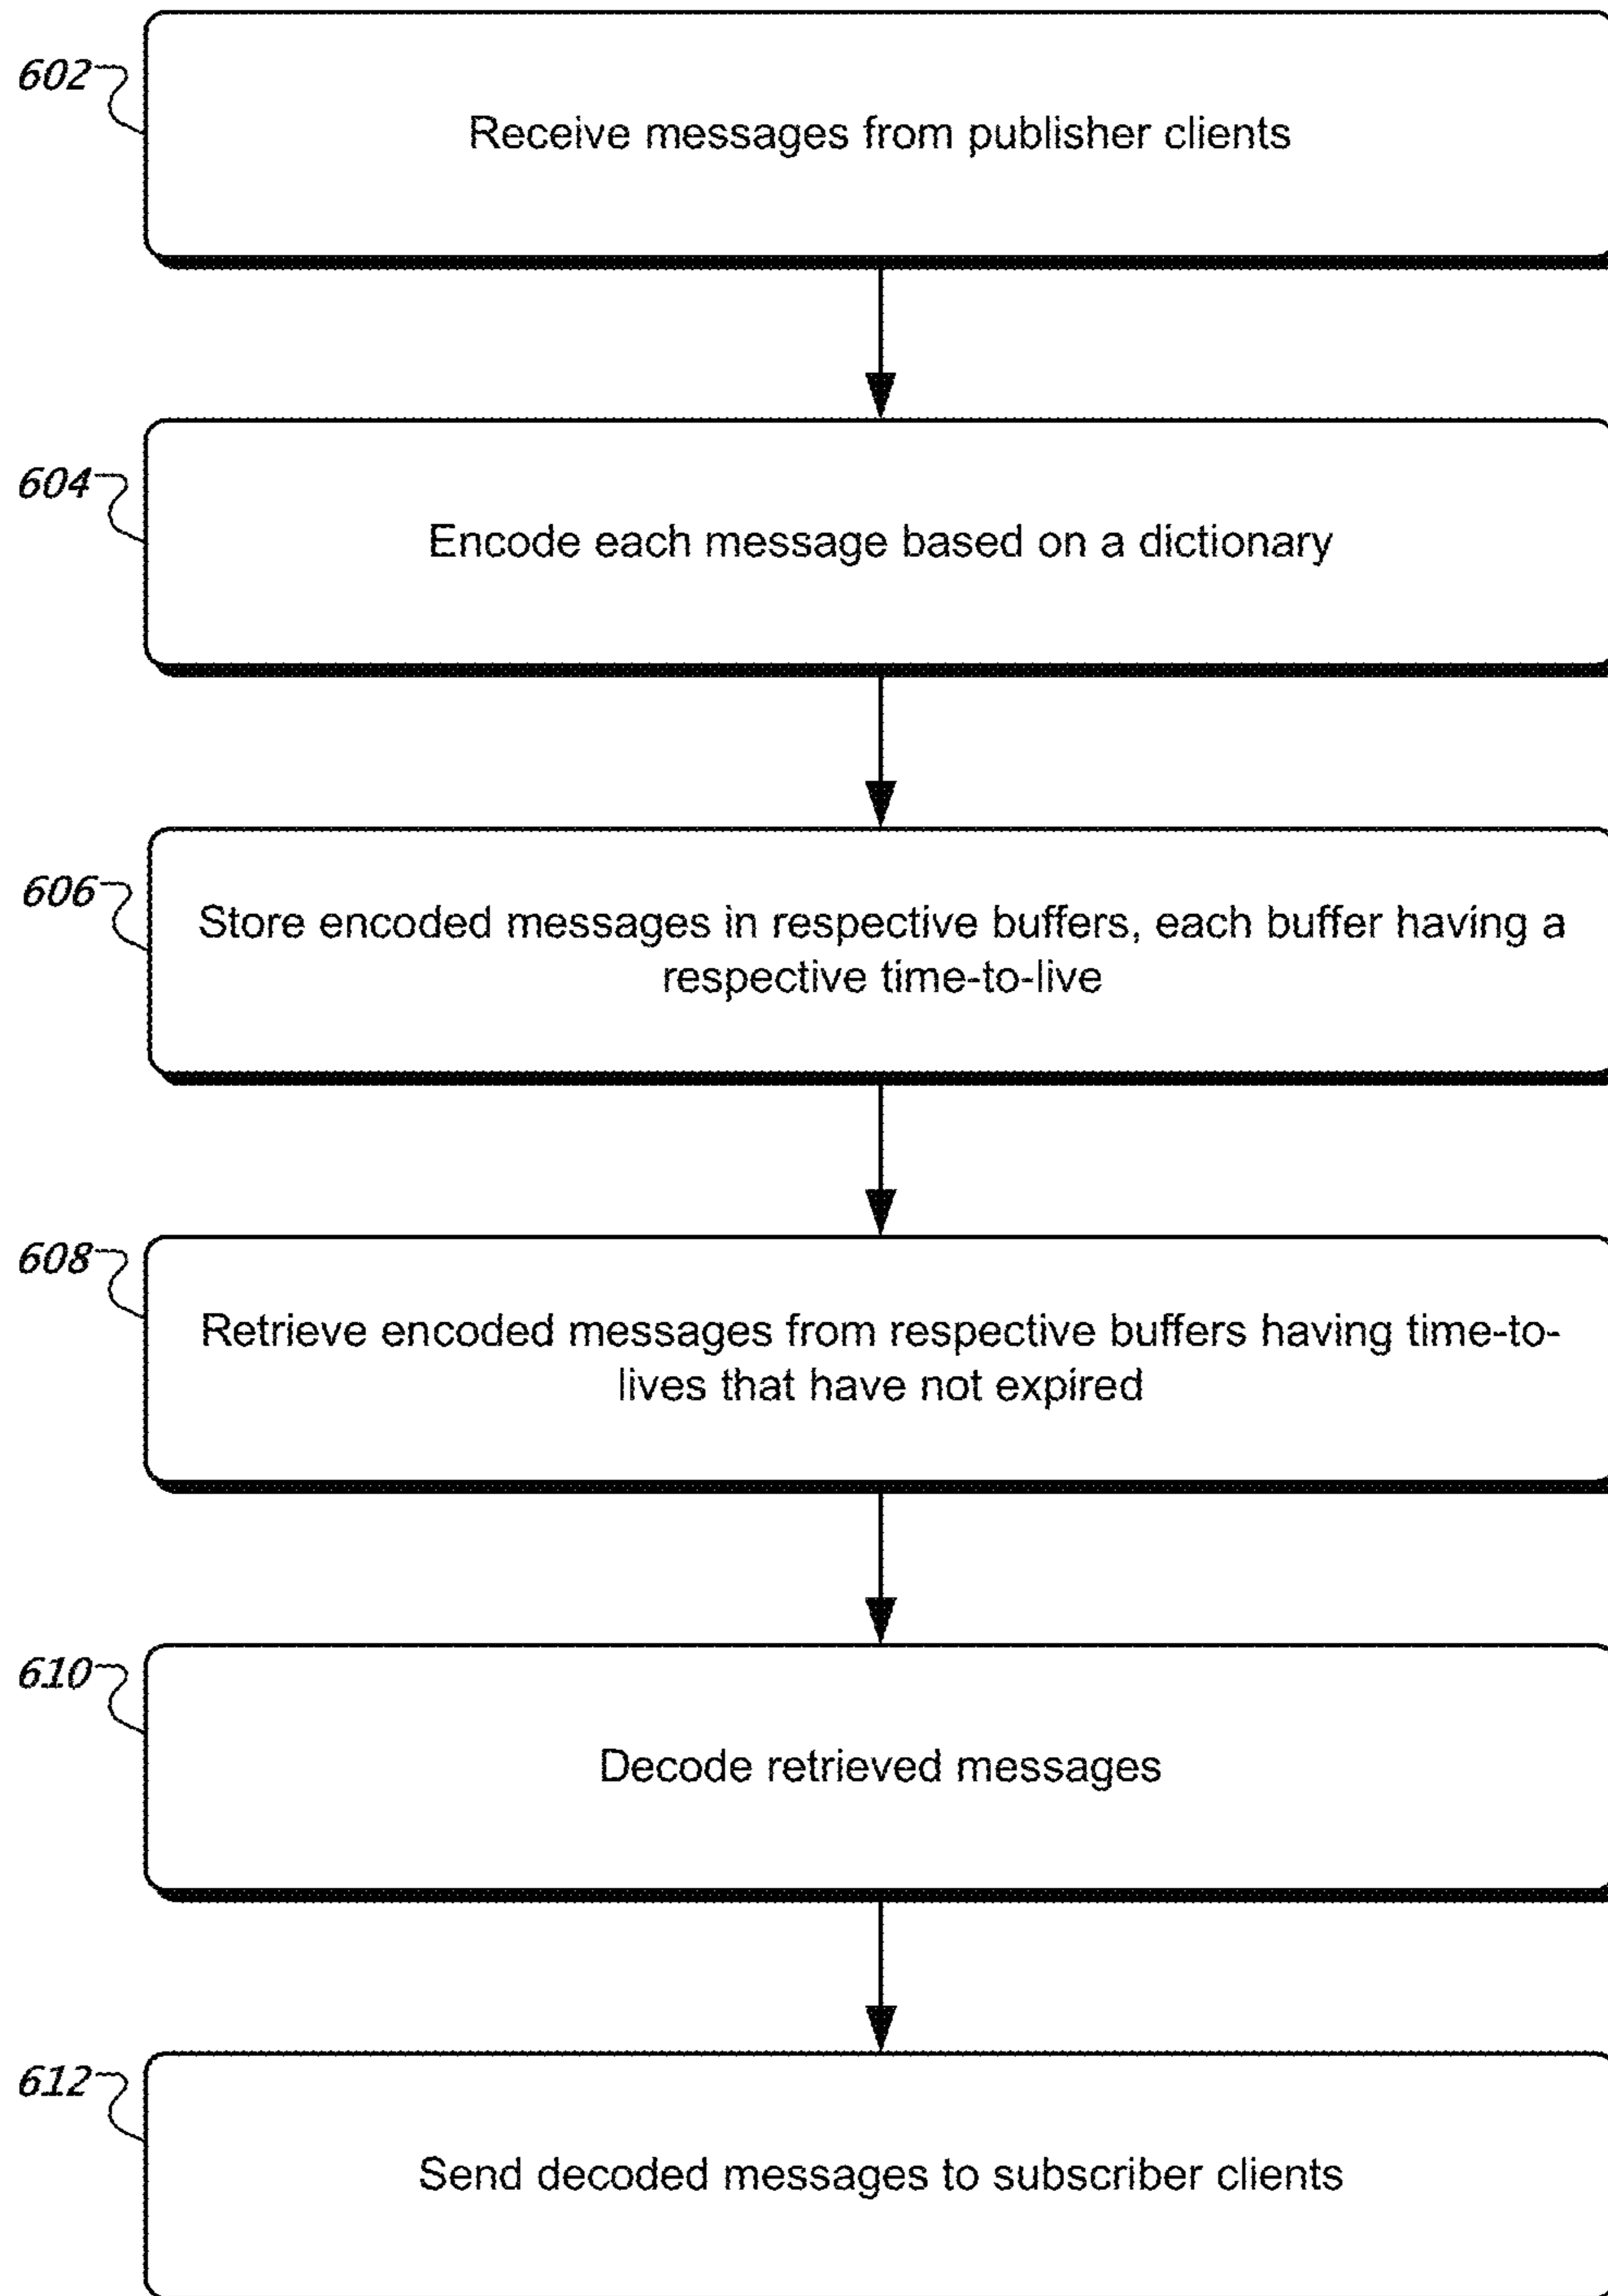 602
Receive messages from publisher clients
604
Encode each message based on a dictionary
606
Store encoded messages in respective buffers, each buffer having a
respective time-to-live
608
Retrieve encoded messages from respective buffers having time-to-
lives that have not expired
610
Decode retrieved messages
612
Send decoded messages to subscriber clients